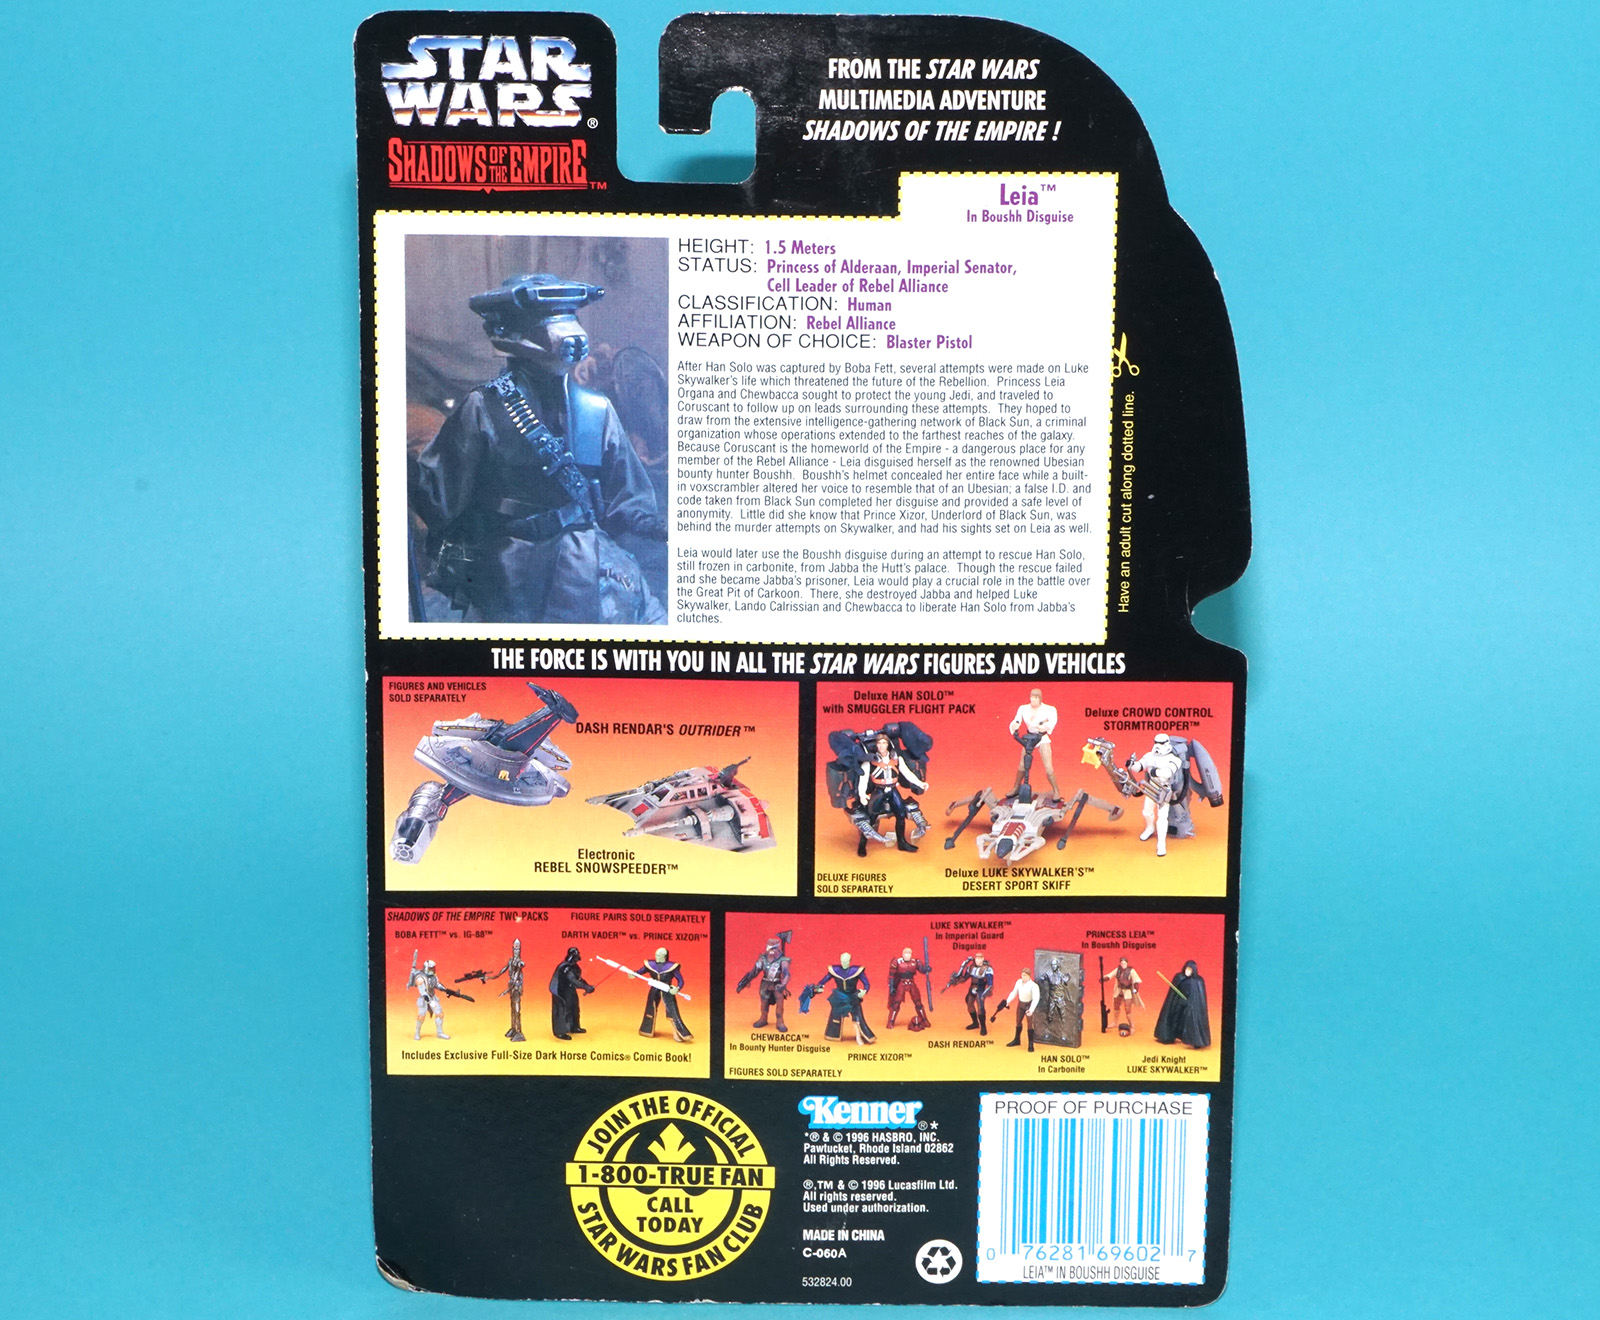 STAR
WARS®
SHADOWS OF THE EMPIRE™
FROM THE STAR WARS
MULTIMEDIA ADVENTURE
SHADOWS OF THE EMPIRE !
Leia™
In Boushh Disguise
HEIGHT: 1.5 Meters
STATUS: Princess of Alderaan, Imperial Senator,
Cell Leader of Rebel Alliance
CLASSIFICATION: Human
AFFILIATION: Rebel Alliance
WEAPON OF CHOICE: Blaster Pistol
After Han Solo was captured by Boba Fett, several attempts were made on Luke
Skywalker's life which threatened the future of the Rebellion. Princess Leia
Organa and Chewbacca sought to protect the young Jedi, and traveled to
Coruscant to follow up on leads surrounding these attempts. They hoped to
draw from the extensive intelligence-gathering network of Black Sun, a criminal
organization whose operations extended to the farthest reaches of the galaxy.
Because Coruscant is the homeworld of the Empire - a dangerous place for any
member of the Rebel Alliance - Leia disguised herself as the renowned Ubesian
bounty hunter Boushh. Boushh's helmet concealed her entire face while a built-
in voxscrambler altered her voice to resemble that of an Ubesian; a false I.D. and
code taken from Black Sun completed her disguise and provided a safe level of
anonymity. Little did she know that Prince Xizor, Underlord of Black Sun, was
behind the murder attempts on Skywalker, and had his sights set on Leia as well.
Leia would later use the Boushh disguise during an attempt to rescue Han Solo,
still frozen in carbonite, from Jabba the Hutt's palace. Though the rescue failed
and she became Jabba's prisoner, Leia would play a crucial role in the battle over
the Great Pit of Carkoon. There, she destroyed Jabba and helped Luke
Skywalker, Lando Calrissian and Chewbacca to liberate Han Solo from Jabba's
clutches.
Have an adult cut along dotted line.
THE FORCE IS WITH YOU IN ALL THE STAR WARS FIGURES AND VEHICLES
FIGURES AND VEHICLES
SOLD SEPARATELY
DASH RENDAR'S OUTRIDER™
Electronic
REBEL SNOWSPEEDER™
Deluxe HAN SOLO™
with SMUGGLER FLIGHT PACK
Deluxe CROWD CONTROL
STORMTROOPER™
DELUXE FIGURES
SOLD SEPARATELY
Deluxe LUKE SKYWALKER'S™
DESERT SPORT SKIFF
SHADOWS OF THE EMPIRE TWO PACKS
FIGURE PAIRS SOLD SEPARATELY
BOBA FETT™ vs. IG-88™
DARTH VADER™ vs. PRINCE XIZOR™
Includes Exclusive Full-Size Dark Horse Comics® Comic Book!
LUKE SKYWALKER™
In Imperial Guard
Disguise
PRINCESS LEIA™
In Boushh Disguise
CHEWBACCA™
In Bounty Hunter Disguise
PRINCE XIZOR™
DASH RENDAR™
HAN SOLO™
In Carbonite
Jedi Knight
LUKE SKYWALKER™
FIGURES SOLD SEPARATELY
JOIN THE OFFICIAL
1-800-TRUE FAN
CALL
TODAY
STAR WARS FAN CLUB
Kenner®*
*® & © 1996 HASBRO, INC.
Pawtucket, Rhode Island 02862
All Rights Reserved.
®,TM & © 1996 Lucasfilm Ltd.
All rights reserved.
Used under authorization.
MADE IN CHINA
C-060A
532824.00
PROOF OF PURCHASE
0 76281 69602 7
LEIA™ IN BOUSHH DISGUISE